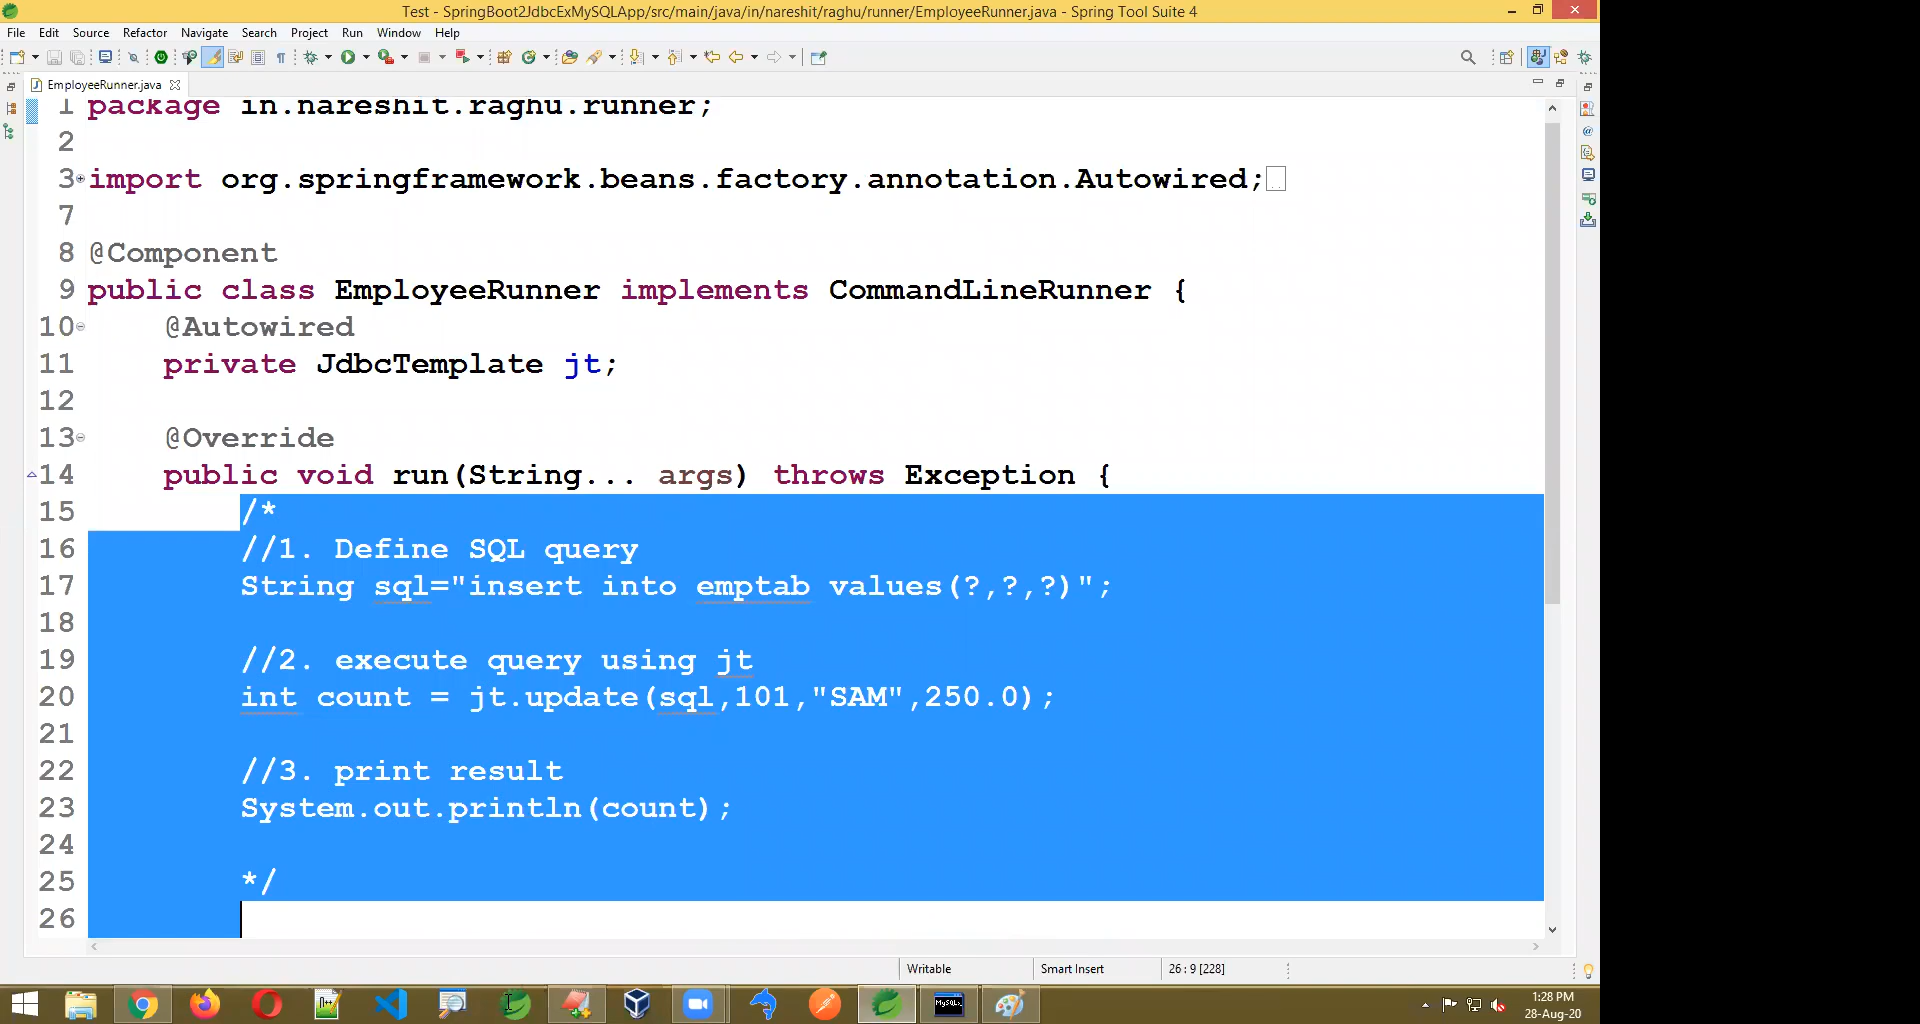 Test - SpringBoot2JdbcExMySQLApp/src/main/java/in/nareshit/raghu/runner/EmployeeRunner.java - Spring Tool Suite 4
File Edit Source Refactor Navigate Search Project Run Window Help
EmployeeRunner.java
1 package in.nareshit.raghu.runner;
2
3 import org.springframework.beans.factory.annotation.Autowired;
7
8 @Component
9 public class EmployeeRunner implements CommandLineRunner {
10 @Autowired
11 private JdbcTemplate jt;
12
13 @Override
14 public void run(String... args) throws Exception {
15 /*
16 //1. Define SQL query
17 String sql="insert into emptab values(?,?,?)";
18
19 //2. execute query using jt
20 int count = jt.update(sql,101,"SAM",250.0);
21
22 //3. print result
23 System.out.println(count);
24
25 */
26
Writable Smart Insert 26 : 9 [228]
1:28 PM
28-Aug-20